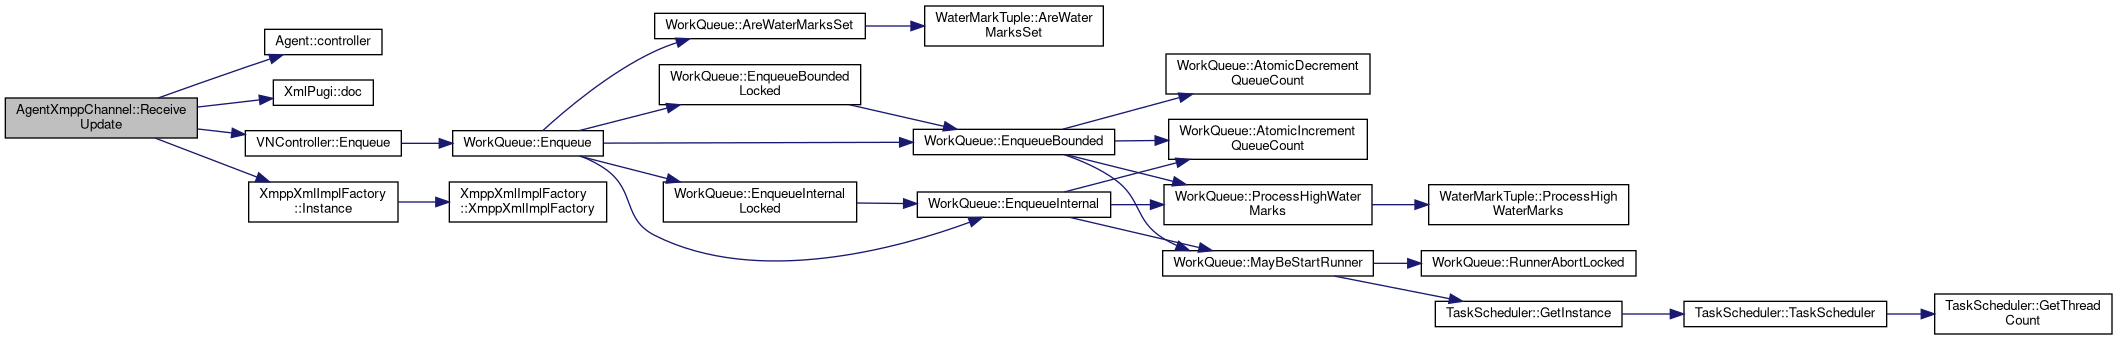 AgentXmppChannel::Receive
Update
Agent::controller
XmlPugi::doc
VNController::Enqueue
XmppXmlImplFactory
::Instance
WorkQueue::Enqueue
XmppXmlImplFactory
::XmppXmlImplFactory
WorkQueue::AreWaterMarksSet
WorkQueue::EnqueueBounded
Locked
WorkQueue::EnqueueInternal
Locked
WaterMarkTuple::AreWater
MarksSet
WorkQueue::EnqueueBounded
WorkQueue::EnqueueInternal
WorkQueue::AtomicDecrement
QueueCount
WorkQueue::AtomicIncrement
QueueCount
WorkQueue::ProcessHighWater
Marks
WorkQueue::MayBeStartRunner
WaterMarkTuple::ProcessHigh
WaterMarks
WorkQueue::RunnerAbortLocked
TaskScheduler::GetInstance
TaskScheduler::TaskScheduler
TaskScheduler::GetThread
Count